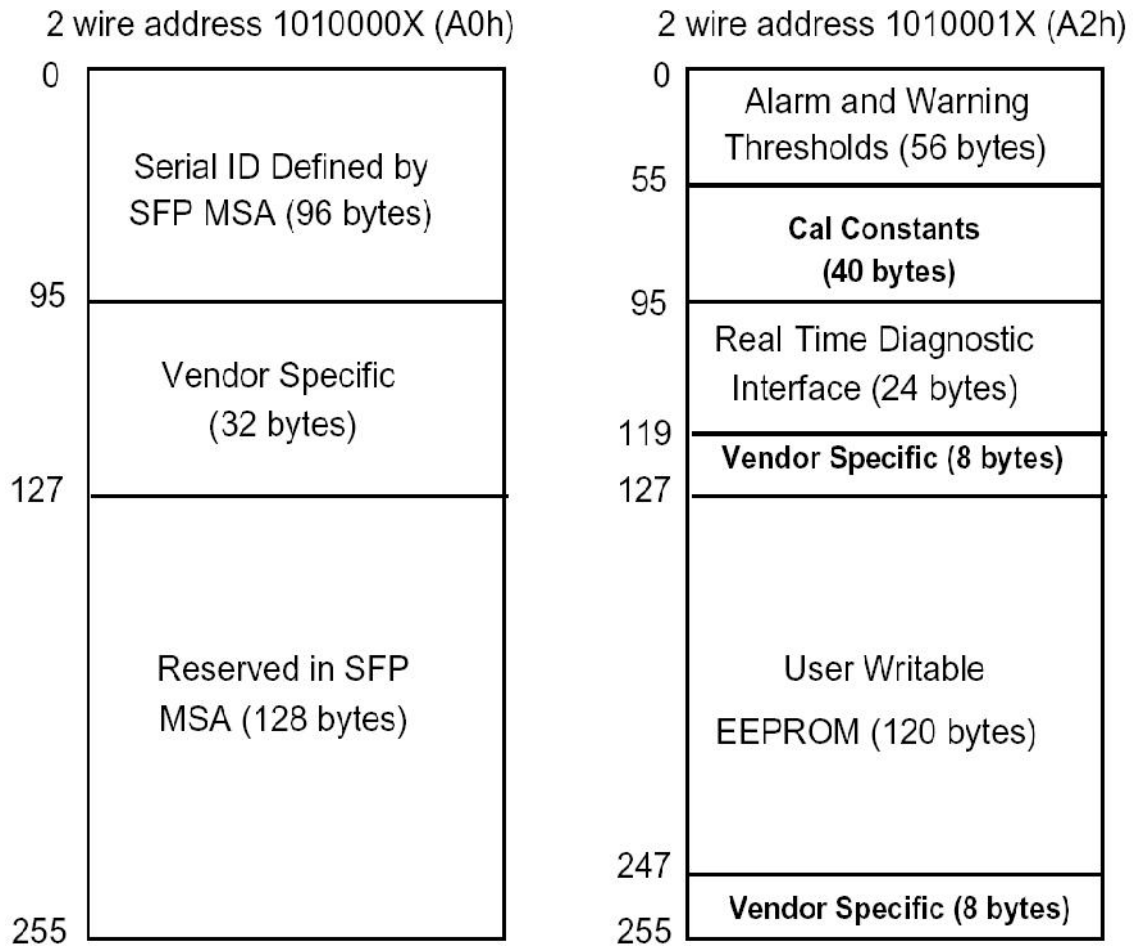 2 wire address 1010000X (A0h)
0
Serial ID Defined by
SFP MSA (96 bytes)
95
Vendor Specific
(32 bytes)
127
Reserved in SFP
MSA (128 bytes)
255
2 wire address 1010001X (A2h)
0
Alarm and Warning
Thresholds (56 bytes)
55
Cal Constants
(40 bytes)
95
Real Time Diagnostic
Interface (24 bytes)
119
Vendor Specific (8 bytes)
127
User Writable
EEPROM (120 bytes)
247
Vendor Specific (8 bytes)
255